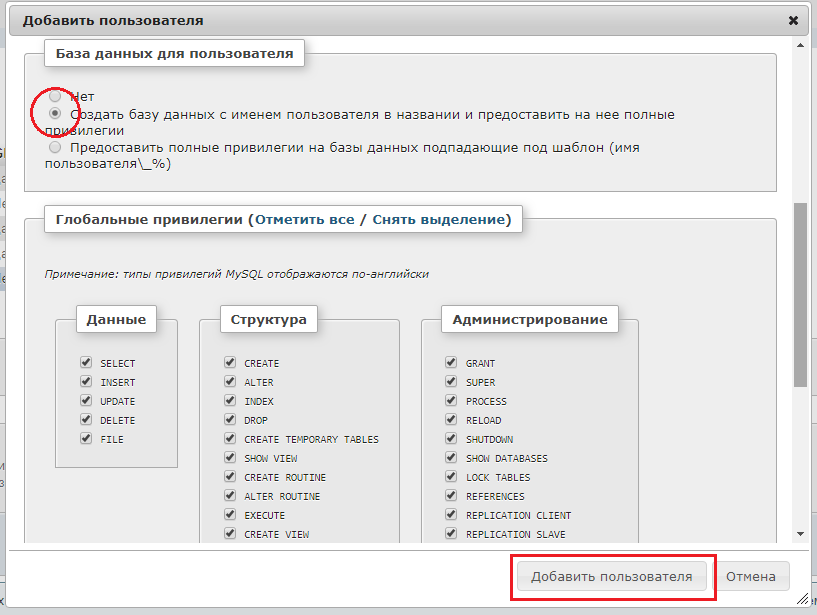 Добавить пользователя
База данных для пользователя
Нет
Создать базу данных с именем пользователя в названии и предоставить на нее полные
привилегии
Предоставить полные привилегии на базы данных подпадающие под шаблон (имя
пользователя\_%)
Глобальные привилегии (Отметить все / Снять выделение)
Примечание: типы привилегий MySQL отображаются по-английски
Данные
SELECT
INSERT
UPDATE
DELETE
FILE
Структура
CREATE
ALTER
INDEX
DROP
CREATE TEMPORARY TABLES
SHOW VIEW
CREATE ROUTINE
ALTER ROUTINE
EXECUTE
CREATE VIEW
Администрирование
GRANT
SUPER
PROCESS
RELOAD
SHUTDOWN
SHOW DATABASES
LOCK TABLES
REFERENCES
REPLICATION CLIENT
REPLICATION SLAVE
Добавить пользователя
Отмена